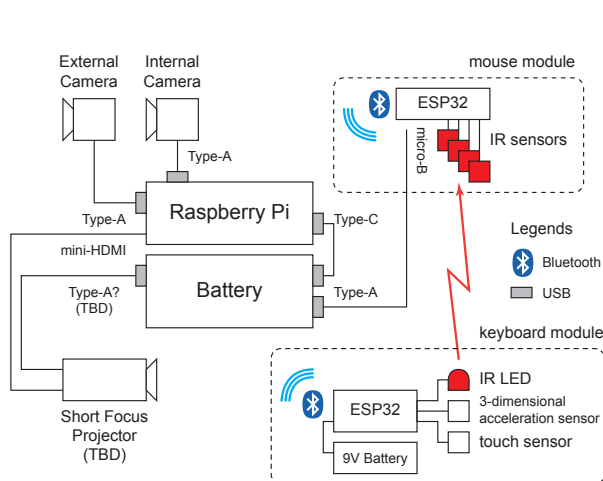 External
Camera
Internal
Camera
mouse module
ESP32
IR sensors
micro-B
Type-A
Raspberry Pi
Type-A
Type-C
mini-HDMI
Legends
Bluetooth
USB
Battery
Type-A?
(TBD)
Type-A
keyboard module
IR LED
3-dimensional
acceleration sensor
touch sensor
ESP32
9V Battery
Short Focus
Projector
(TBD)